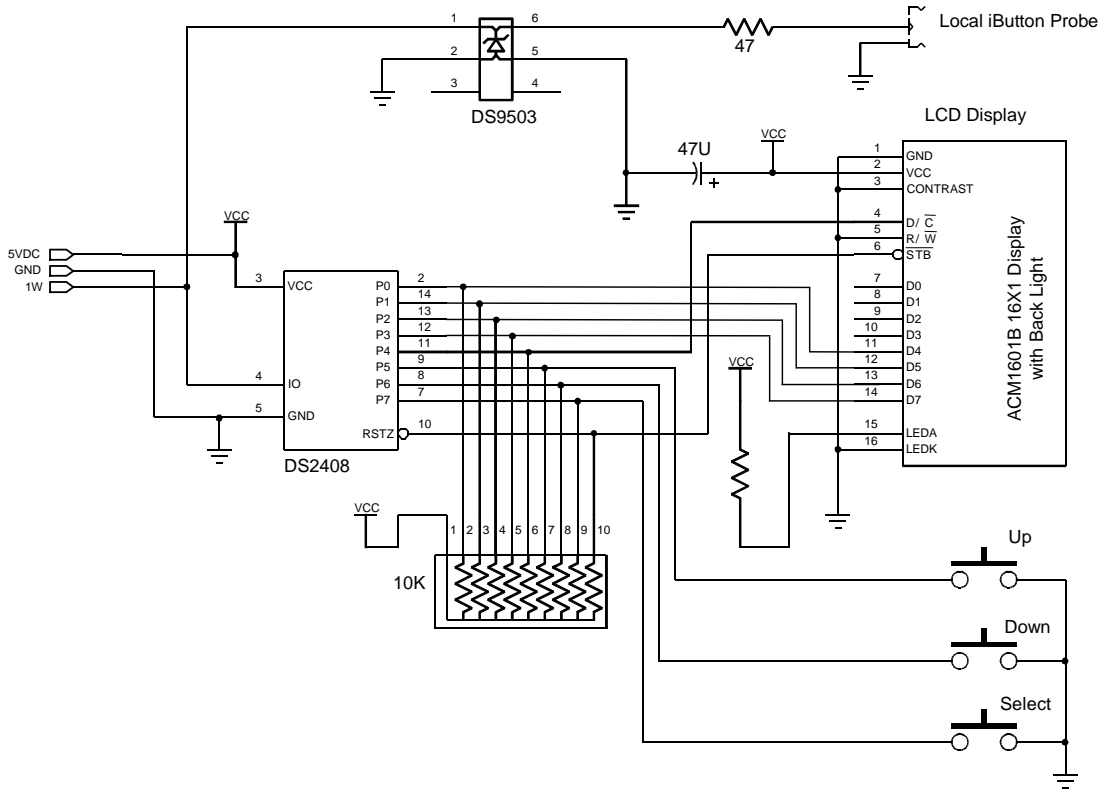 1
6
Local iButton Probe
47
2
5
3
4
DS9503
LCD Display
47U
+
VCC
1
GND
2
VCC
3
CONTRAST
4
D/ C̅
5
R/ W̅
6
S̅T̅B̅
7
D0
8
D1
9
D2
10
D3
11
D4
12
D5
13
D6
14
D7
15
LEDA
16
LEDK
ACM1601B 16X1 Display
with Back Light
VCC
5VDC
GND
1W
3
VCC
4
IO
5
GND
P0
2
P1
14
P2
13
P3
12
P4
11
P5
9
P6
8
P7
7
RSTZ
10
DS2408
VCC
VCC
1 2 3 4 5 6 7 8 9 10
10K
Up
Down
Select